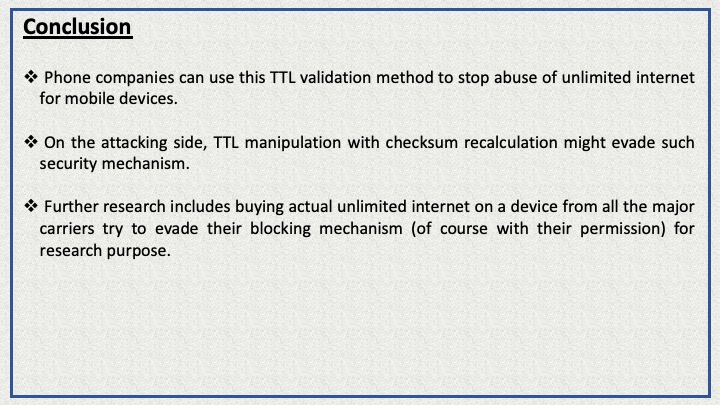 Conclusion
❖ Phone companies can use this TTL validation method to stop abuse of unlimited internet
for mobile devices.
❖ On the attacking side, TTL manipulation with checksum recalculation might evade such
security mechanism.
❖ Further research includes buying actual unlimited internet on a device from all the major
carriers try to evade their blocking mechanism (of course with their permission) for
research purpose.